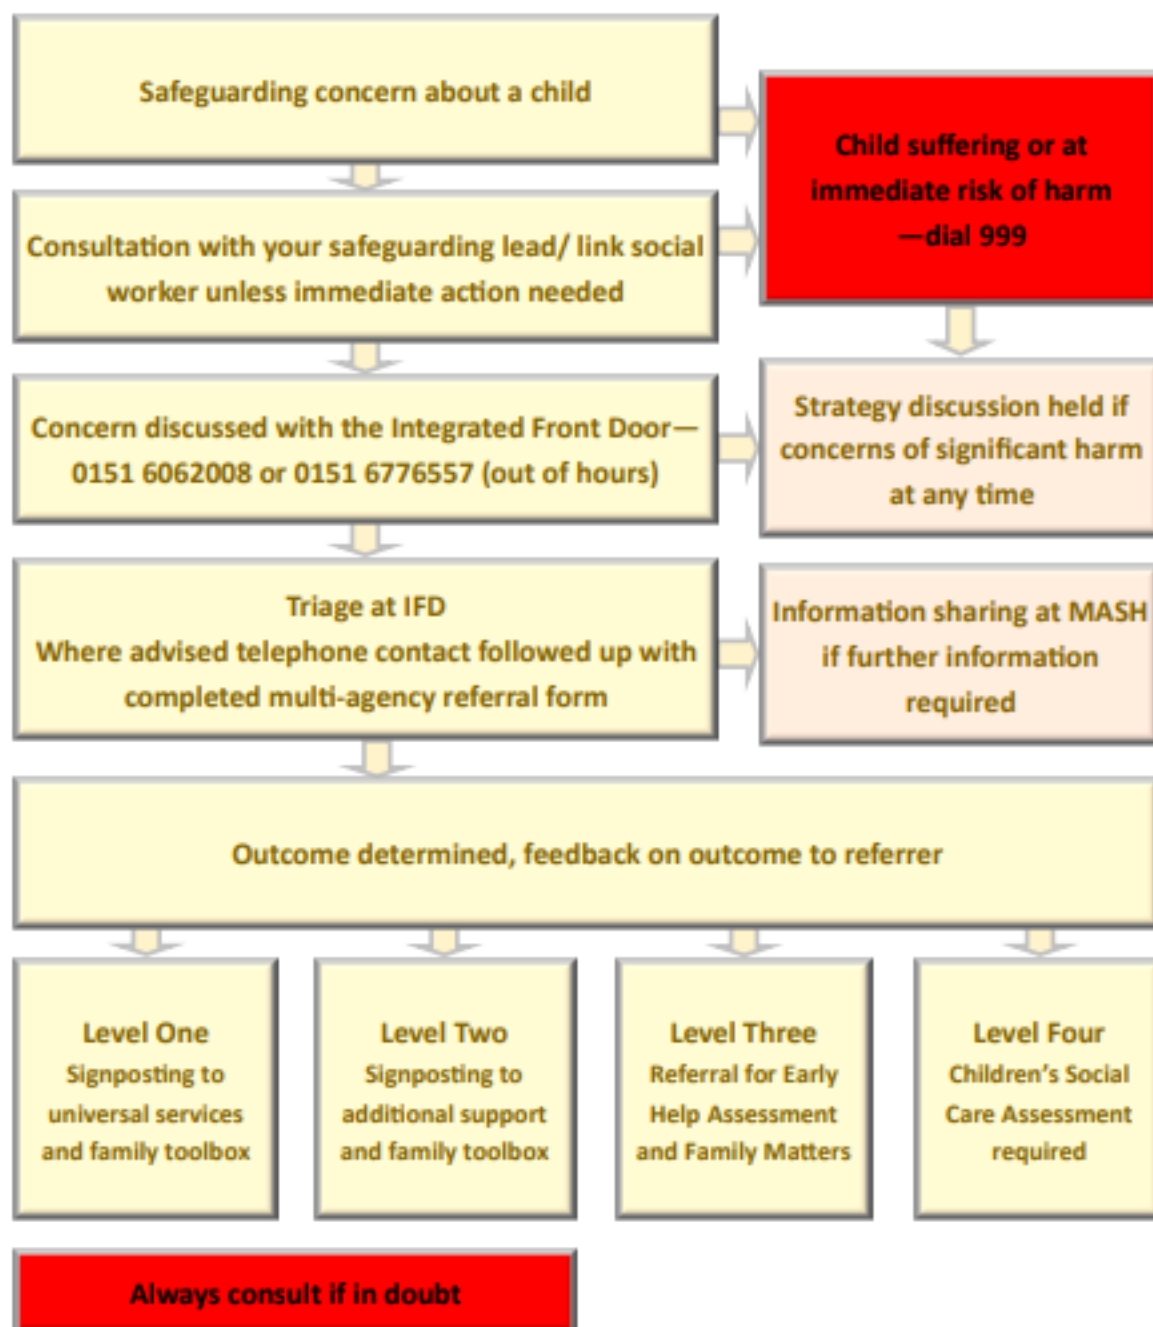 Safeguarding concern about a child
Child suffering or at
immediate risk of harm
—dial 999
Consultation with your safeguarding lead/ link social
worker unless immediate action needed
Concern discussed with the Integrated Front Door—
0151 6062008 or 0151 6776557 (out of hours)
Strategy discussion held if
concerns of significant harm
at any time
Triage at IFD
Where advised telephone contact followed up with
completed multi-agency referral form
Information sharing at MASH
if further information
required
Outcome determined, feedback on outcome to referrer
Level One
Signposting to
universal services
and family toolbox
Level Two
Signposting to
additional support
and family toolbox
Level Three
Referral for Early
Help Assessment
and Family Matters
Level Four
Children’s Social
Care Assessment
required
Always consult if in doubt